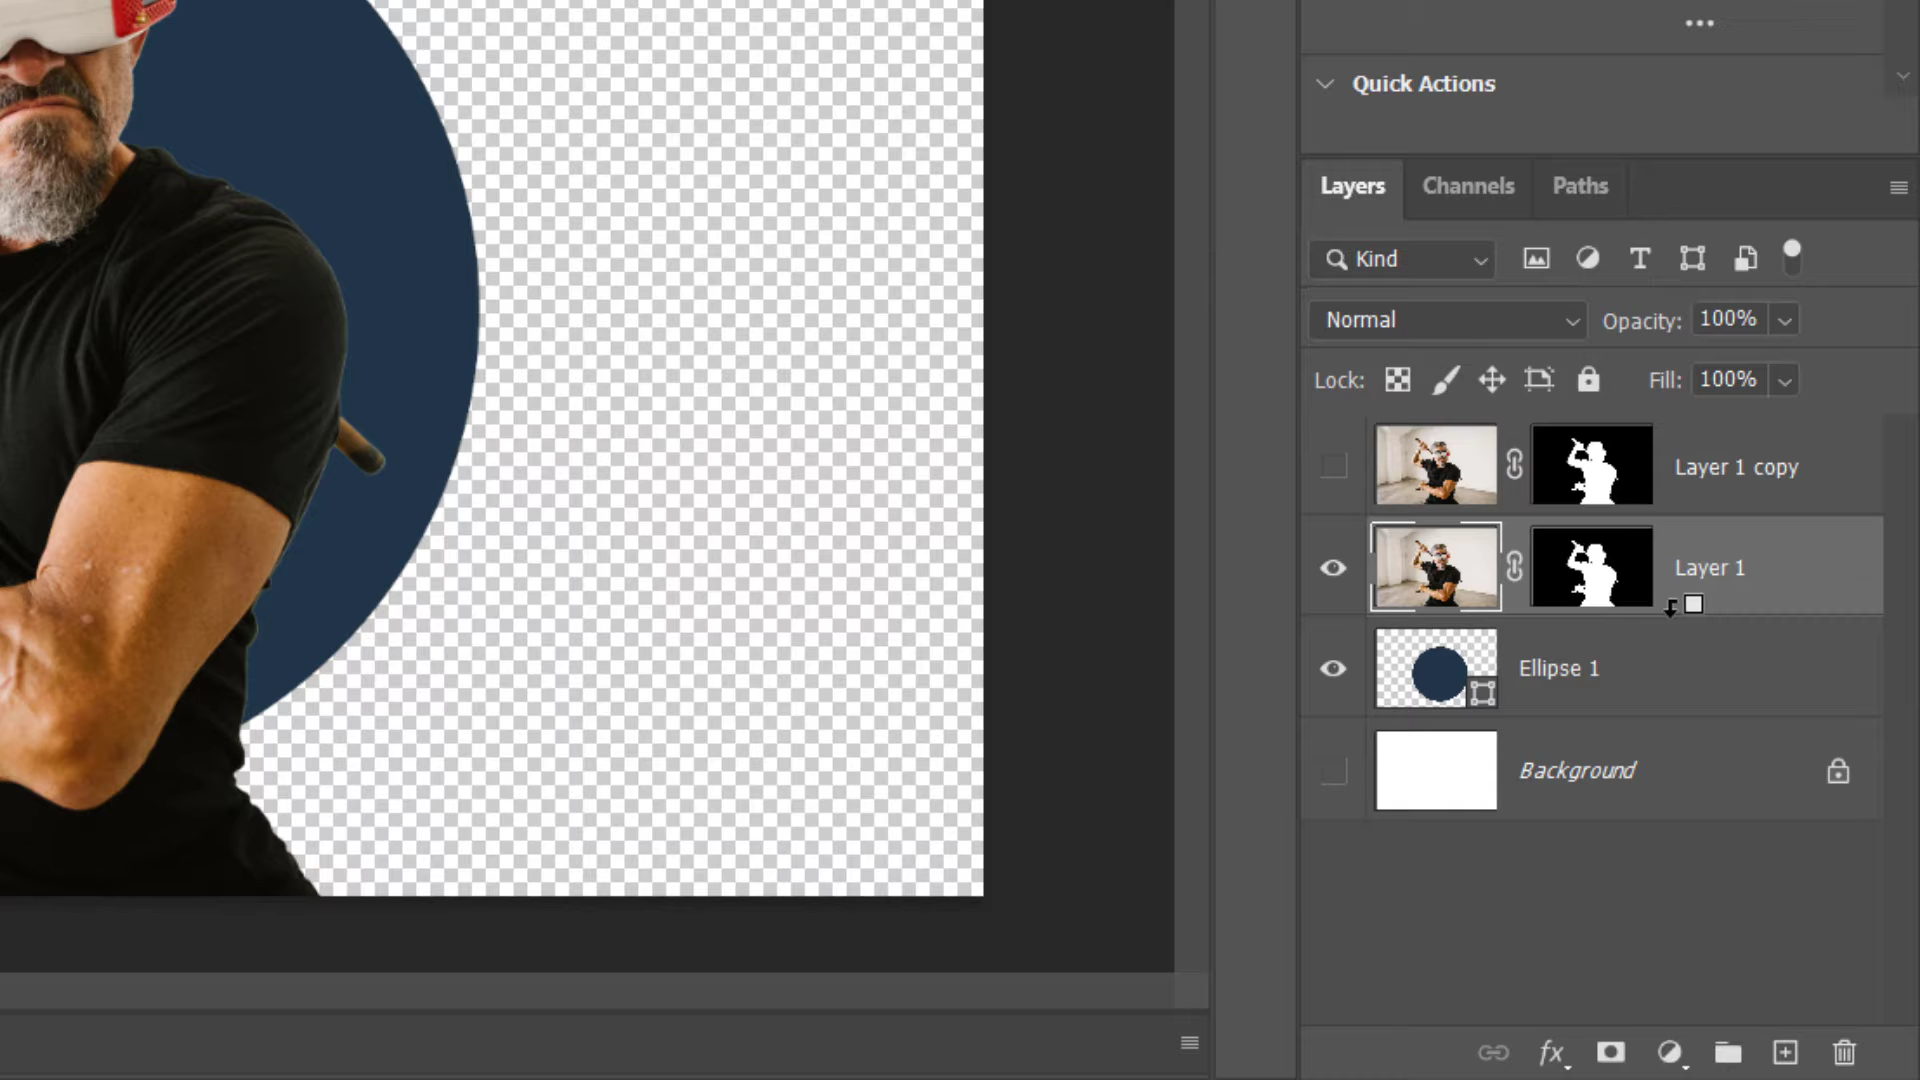 Quick Actions
Layers Channels Paths
Kind
Normal Opacity: 100%
Lock: Fill: 100%
Layer 1 copy
Layer 1
Ellipse 1
Background
fx